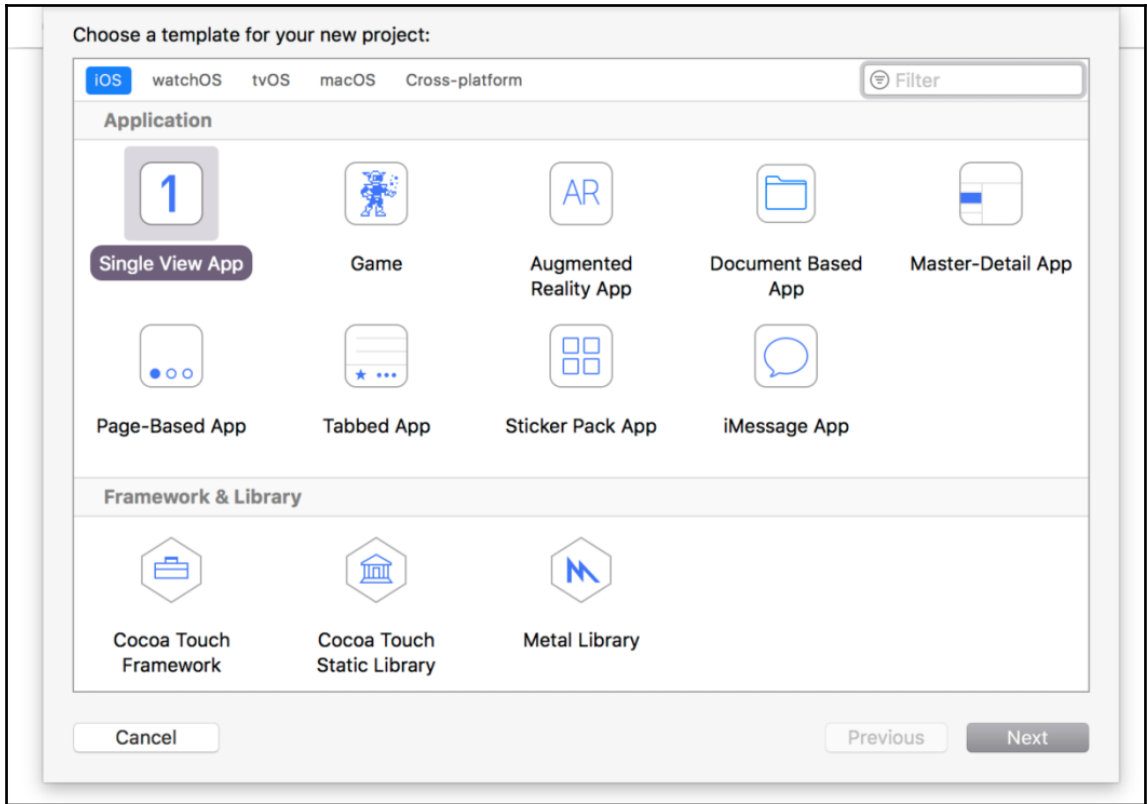 Choose a template for your new project:
iOS watchOS tvOS macOS Cross-platform Filter
Application
1 AR
Single View App Game Augmented Document Based Master-Detail App
Reality App App
Page-Based App Tabbed App Sticker Pack App iMessage App
Framework & Library
Cocoa Touch Cocoa Touch Metal Library
Framework Static Library
Cancel Previous Next